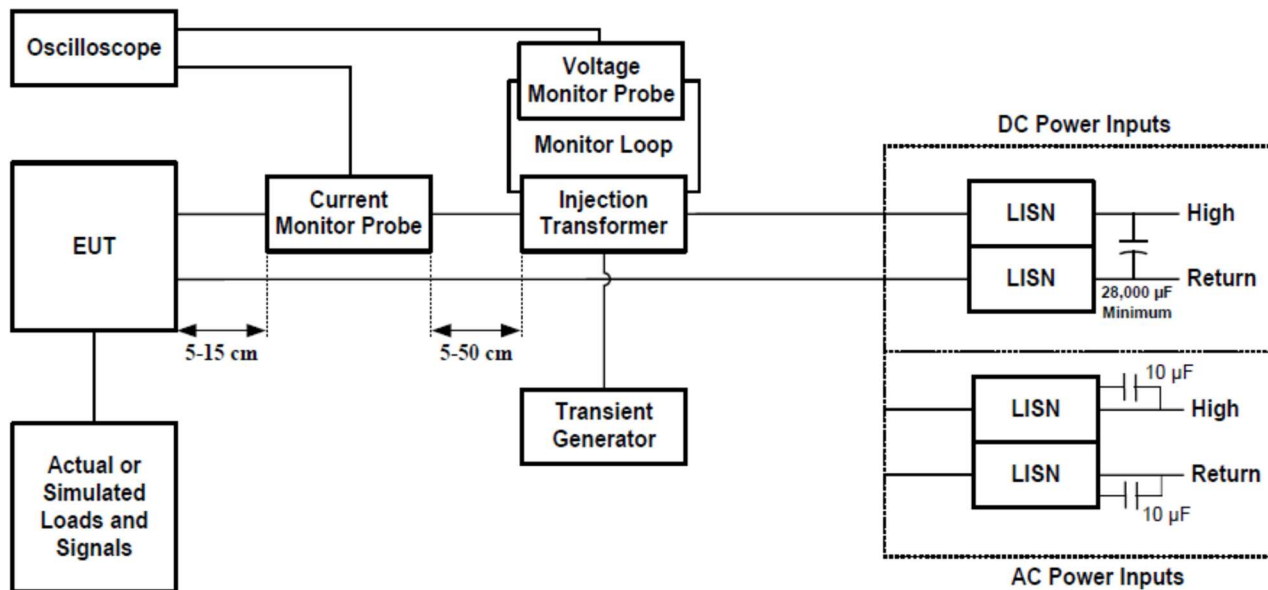 Oscilloscope
Voltage
Monitor Probe
Monitor Loop
DC Power Inputs
EUT
Current
Monitor Probe
Injection
Transformer
LISN
High
LISN
Return
28,000 µF
Minimum
5-15 cm
5-50 cm
Transient
Generator
10 µF
LISN
High
LISN
Return
10 µF
Actual or
Simulated
Loads and
Signals
AC Power Inputs